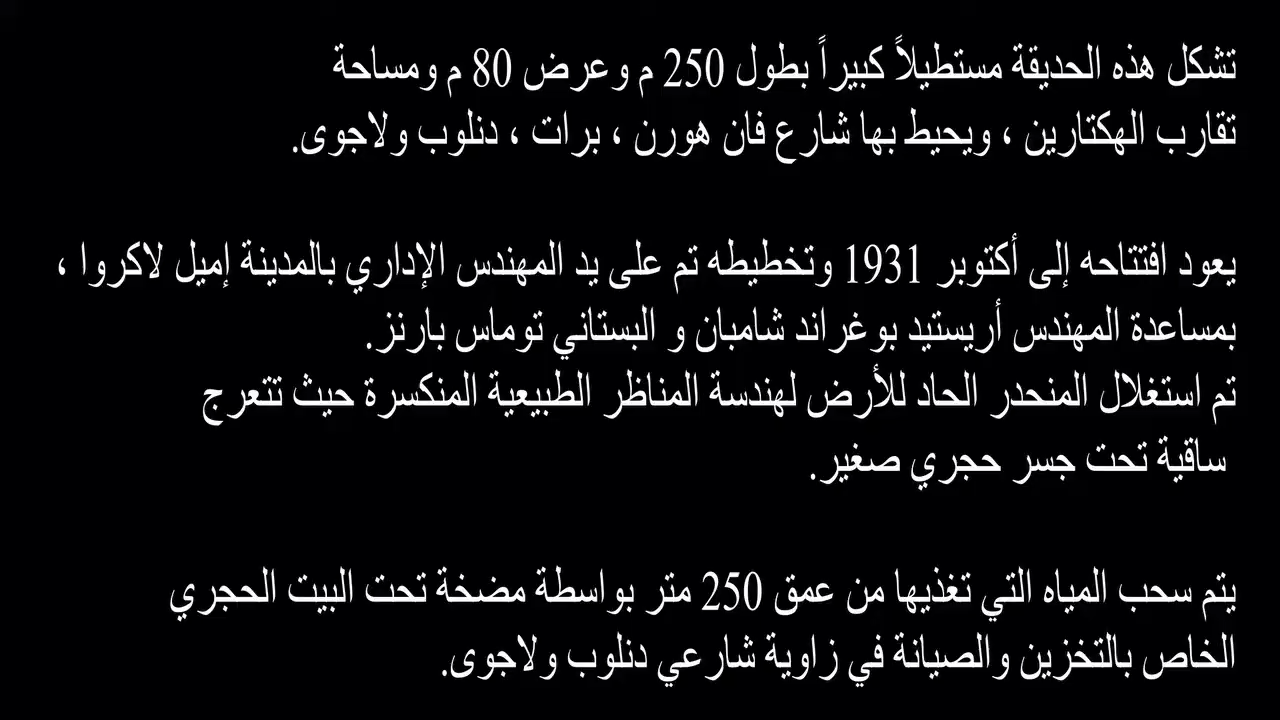 تشكل هذه الحديقة مستطيلاً كبيراً بطول 250 م وعرض 80 م ومساحة
تقارب الهكتارين ، ويحيط بها شارع فان هورن ، برات ، دنلوب ولاجوى.
يعود افتتاحه إلى أكتوبر 1931 وتخطيطه تم على يد المهندس الإداري بالمدينة إميل لاكروا ،
بمساعدة المهندس أريستيد بوغراند شامبان و البستاني توماس بارنز.
تم استغلال المنحدر الحاد للأرض لهندسة المناظر الطبيعية المنكسرة حيث تتعرج
ساقية تحت جسر حجري صغير.
يتم سحب المياه التي تغذيها من عمق 250 متر بواسطة مضخة تحت البيت الحجري
الخاص بالتخزين والصيانة في زاوية شارعي دنلوب ولاجوى.